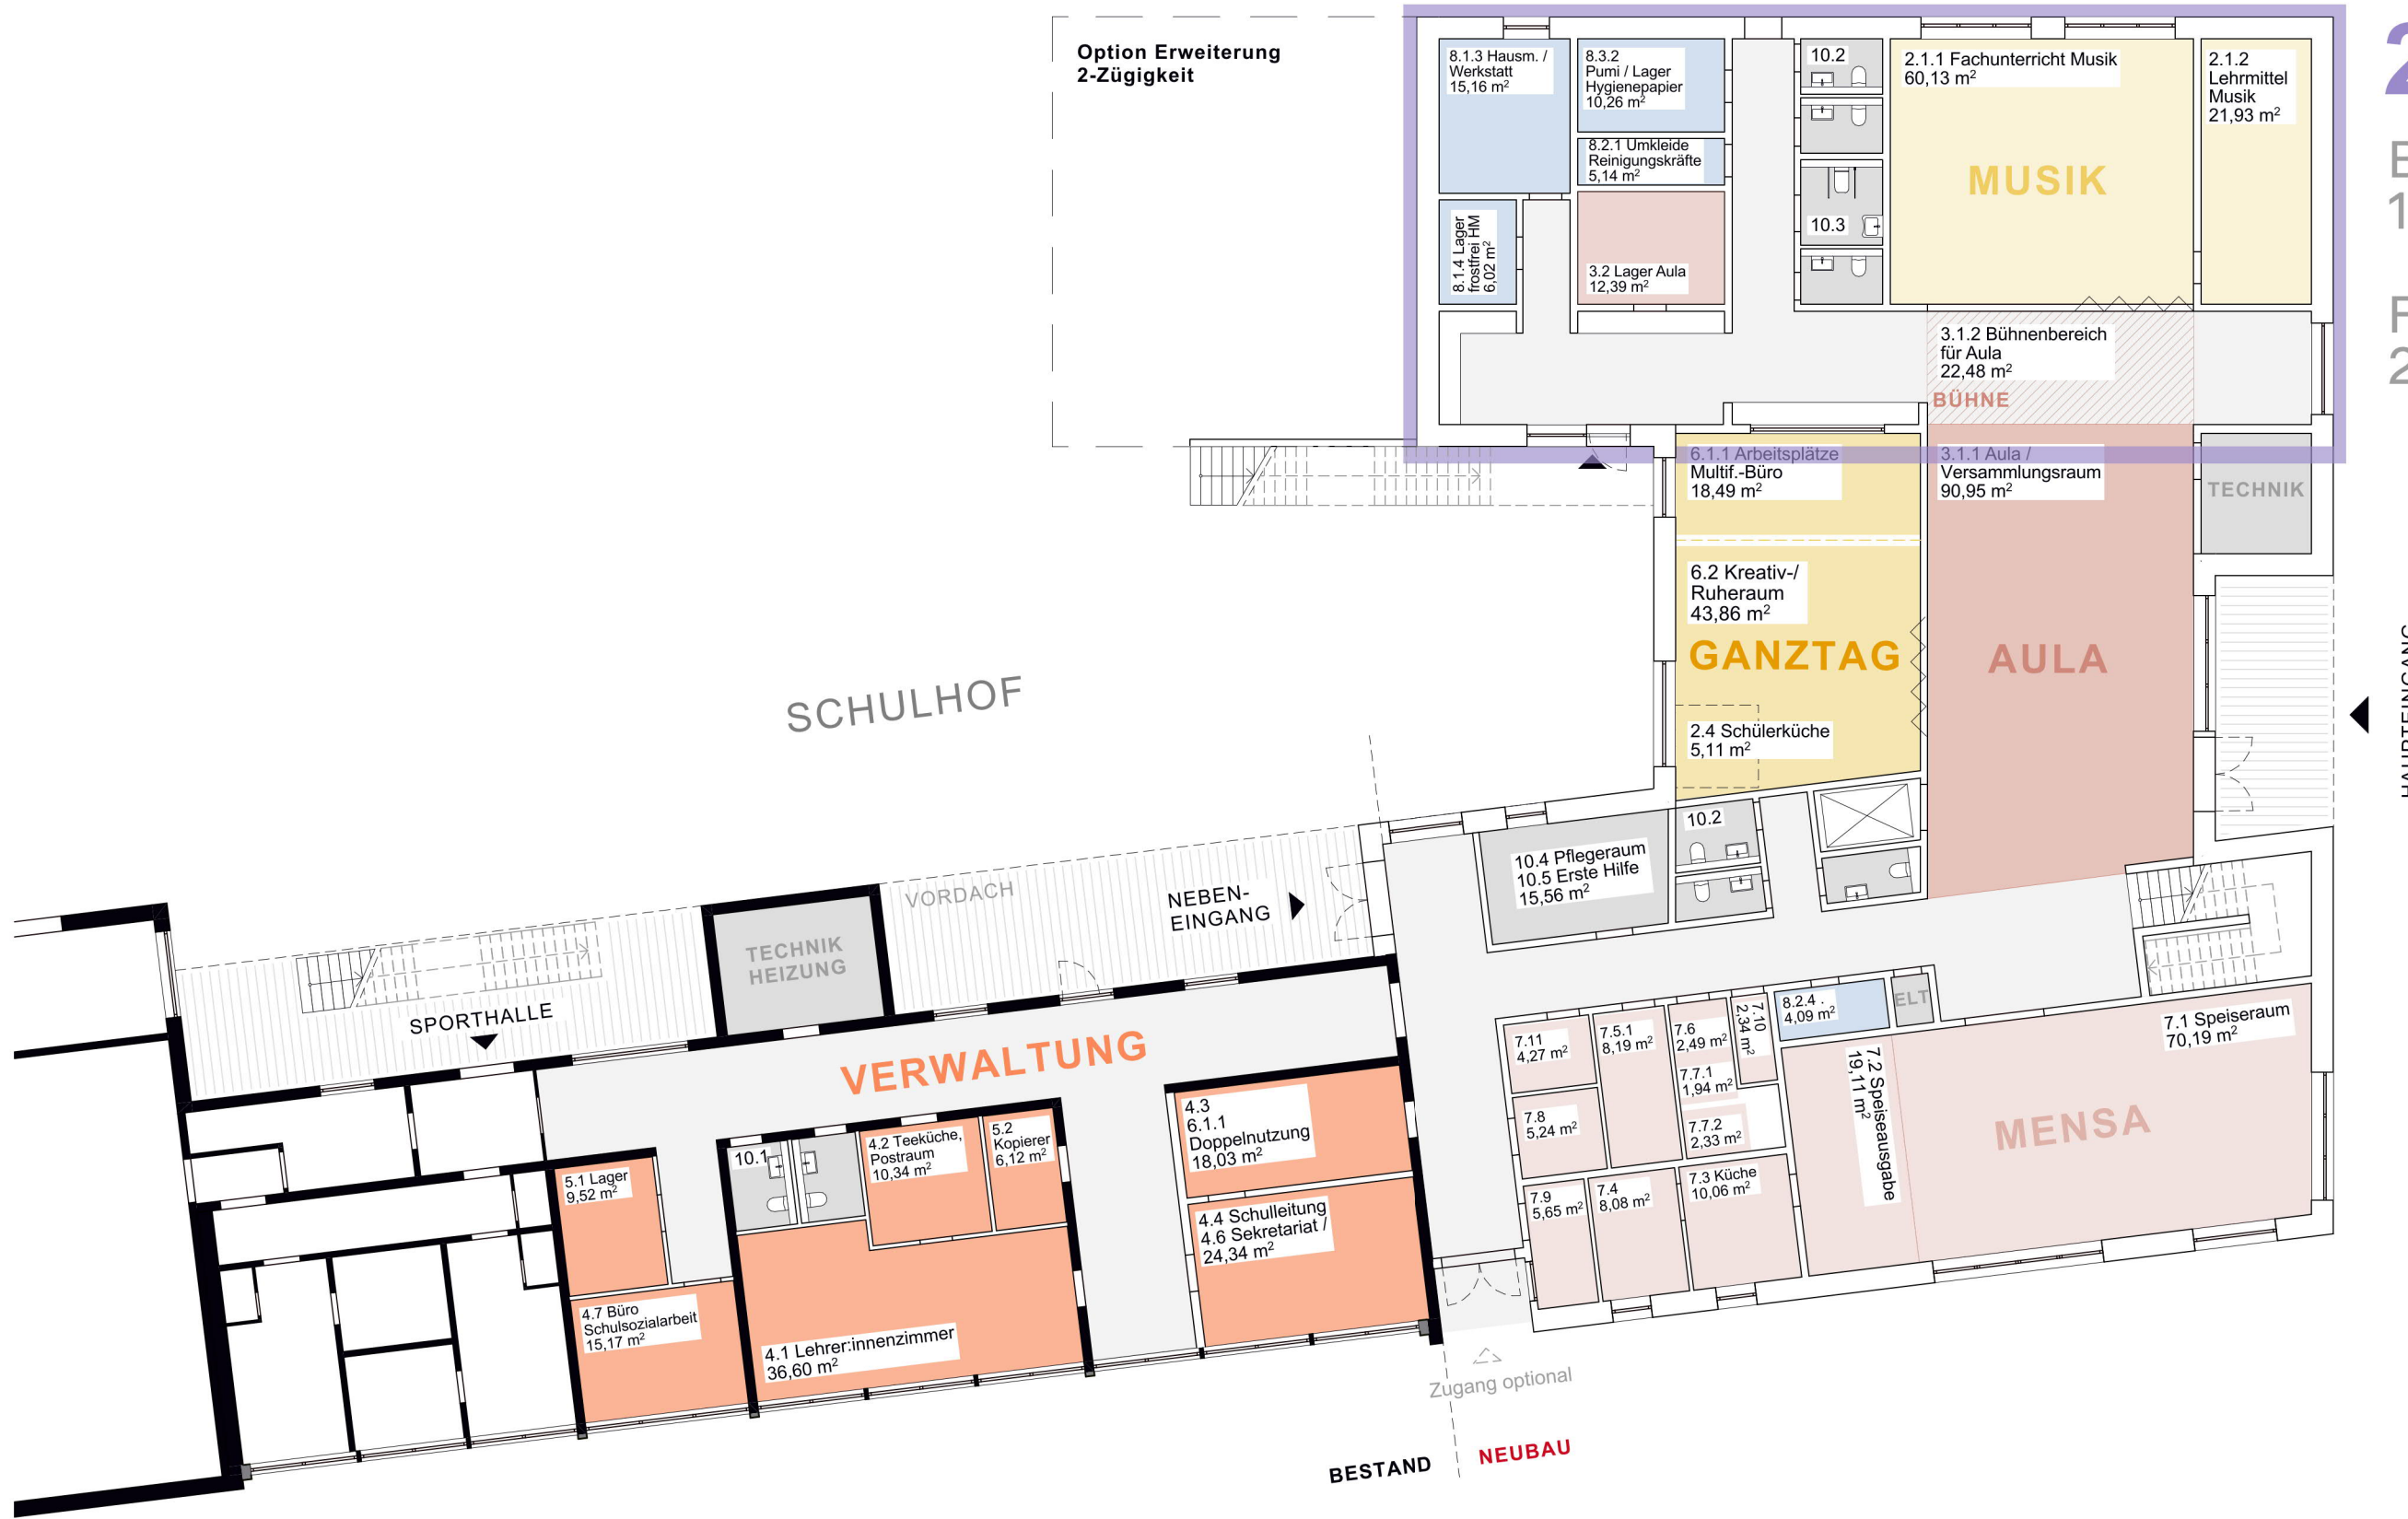 Option Erweiterung
2-Zügigkeit
8.1.3 Hausm. /
Werkstatt
15,16 m²
8.3.2
Pumi / Lager
Hygienepapier
10,26 m²
8.2.1 Umkleide
Reinigungskräfte
5,14 m²
8.1.4 Lager
frostfrei HM
6,02 m²
3.2 Lager Aula
12,39 m²
10.2
10.3
2.1.1 Fachunterricht Musik
60,13 m²
MUSIK
2.1.2
Lehrmittel
Musik
21,93 m²
3.1.2 Bühnenbereich
für Aula
22,48 m²
BÜHNE
6.1.1 Arbeitsplätze
Multif.-Büro
18,49 m²
3.1.1 Aula /
Versammlungsraum
90,95 m²
TECHNIK
6.2 Kreativ-/
Ruheraum
43,86 m²
GANZTAG
AULA
2.4 Schülerküche
5,11 m²
HAUPTEINGANG
SCHULHOF
10.2
10.4 Pflegeraum
10.5 Erste Hilfe
15,56 m²
VORDACH
NEBEN-
EINGANG
TECHNIK
HEIZUNG
SPORTHALLE
VERWALTUNG
8.2.4 .
4,09 m²
ELT
7.1 Speiseraum
70,19 m²
7.11
4,27 m²
7.5.1
8,19 m²
7.6
2,49 m²
7.10
2,34 m²
7.7.1
1,94 m²
7.8
5,24 m²
7.7.2
2,33 m²
7.2 Speiseausgabe
19,11 m²
MENSA
7.9
5,65 m²
7.4
8,08 m²
7.3 Küche
10,06 m²
10.1
4.2 Teeküche,
Postraum
10,34 m²
5.2
Kopierer
6,12 m²
4.3
6.1.1
Doppelnutzung
18,03 m²
5.1 Lager
9,52 m²
4.4 Schulleitung
4.6 Sekretariat /
24,34 m²
4.7 Büro
Schulsozialarbeit
15,17 m²
4.1 Lehrer:innenzimmer
36,60 m²
Zugang optional
BESTAND
NEUBAU